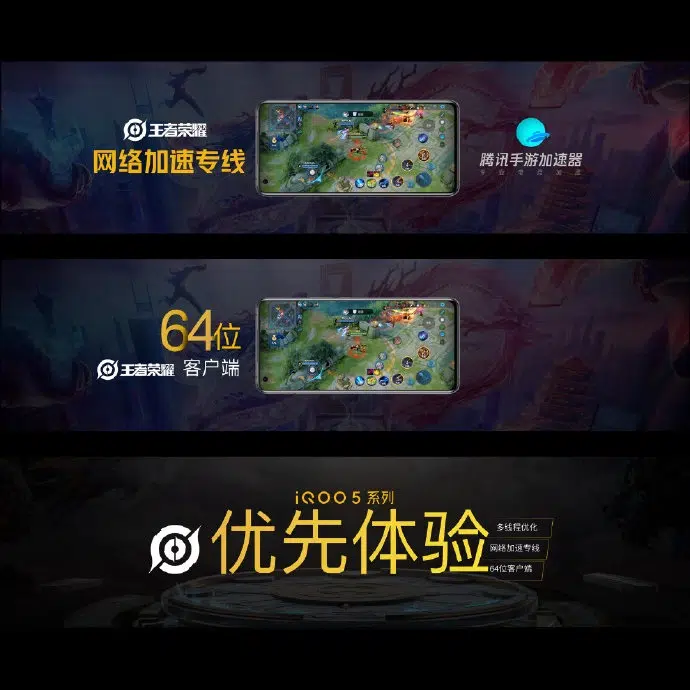 王者荣耀
网络加速专线
腾讯手游加速器
64位
王者荣耀 客户端
iQOO 5 系列
优先体验
多线程优化
网络加速专线
64位客户端